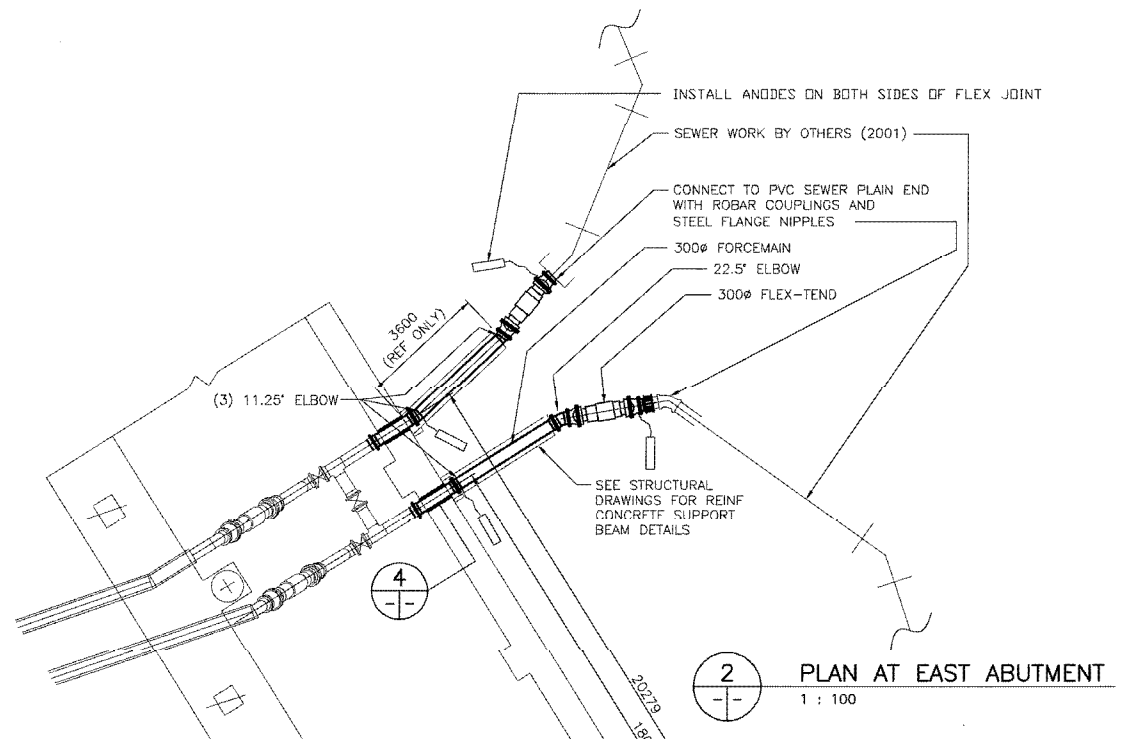 INSTALL ANODES ON BOTH SIDES OF FLEX JOINT
SEWER WORK BY OTHERS (2001)
CONNECT TO PVC SEWER PLAIN END
WITH ROBAR COUPLINGS AND
STEEL FLANGE NIPPLES
300ø FORCEMAIN
22.5° ELBOW
300ø FLEX-TEND
3600
(REF ONLY)
(3) 11.25° ELBOW
SEE STRUCTURAL
DRAWINGS FOR REINF
CONCRETE SUPPORT
BEAM DETAILS
4
20279
2
PLAN AT EAST ABUTMENT
1 : 100